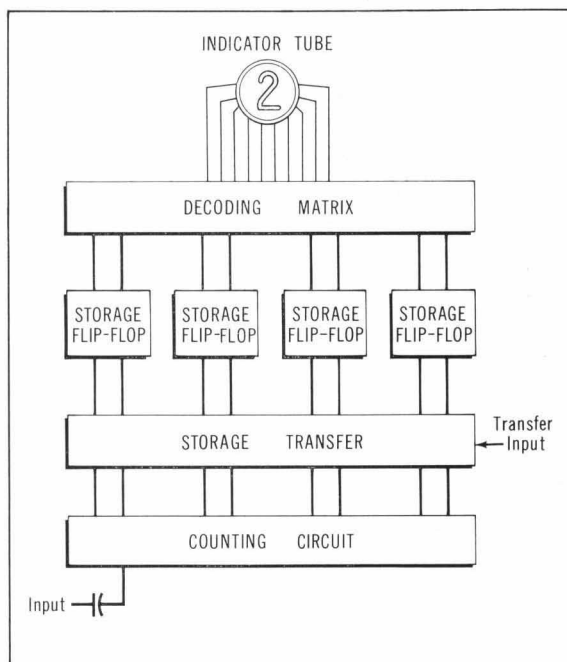 INDICATOR TUBE
2
DECODING MATRIX
STORAGE
FLIP-FLOP
STORAGE
FLIP-FLOP
STORAGE
FLIP-FLOP
STORAGE
FLIP-FLOP
STORAGE TRANSFER
Transfer
Input
COUNTING CIRCUIT
Input